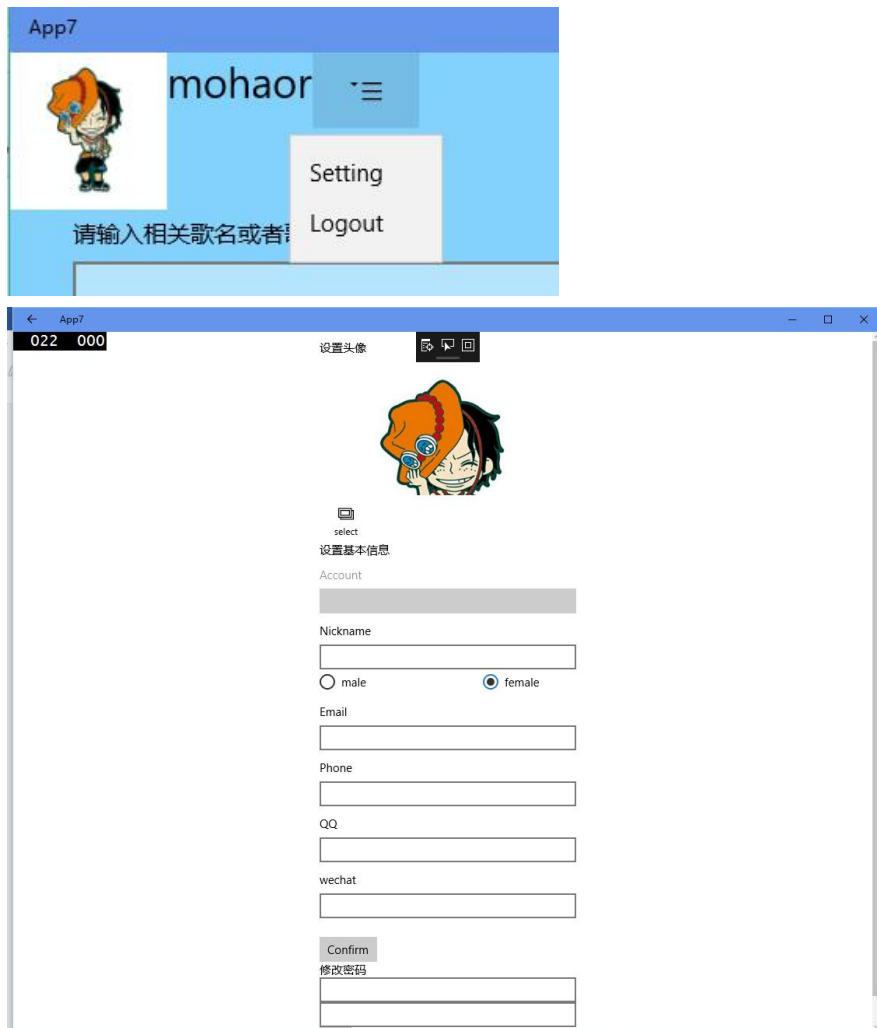 App7
mohaor
Setting
Logout
请输入相关歌名或者
App7
022 000
设置头像
select
设置基本信息
Account
Nickname
male
female
Email
Phone
QQ
wechat
Confirm
修改密码